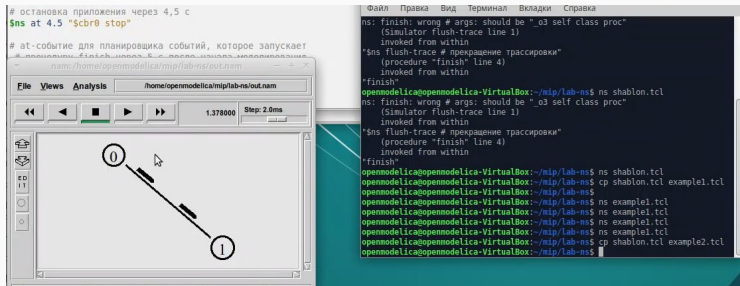 # остановка приложения через 4,5 с
$ns at 4.5 "$cbr0 stop"
# at-событие для планировщика событий, которое запускает
nam: /home/openmodelica/mip/lab-ns/out.nam
File Views Analysis /home/openmodelica/mip/lab-ns/out.nam
1.378000 Step: 2.0ms
ED
IT
0
1
Файл Правка Вид Терминал Вкладки Справка
ns: finish: wrong # args: should be "_o3 self class proc"
(Simulator flush-trace line 1)
invoked from within
"$ns flush-trace # прекращение трассировки"
(procedure "finish" line 4)
invoked from within
"finish"
openmodelica@openmodelica-VirtualBox:~/mip/lab-ns$ ns shablon.tcl
ns: finish: wrong # args: should be "_o3 self class proc"
(Simulator flush-trace line 1)
invoked from within
"$ns flush-trace # прекращение трассировки"
(procedure "finish" line 4)
invoked from within
"finish"
openmodelica@openmodelica-VirtualBox:~/mip/lab-ns$ ns shablon.tcl
openmodelica@openmodelica-VirtualBox:~/mip/lab-ns$ cp shablon.tcl example1.tcl
openmodelica@openmodelica-VirtualBox:~/mip/lab-ns$
openmodelica@openmodelica-VirtualBox:~/mip/lab-ns$ ns example1.tcl
openmodelica@openmodelica-VirtualBox:~/mip/lab-ns$ ns example1.tcl
openmodelica@openmodelica-VirtualBox:~/mip/lab-ns$ ns example1.tcl
openmodelica@openmodelica-VirtualBox:~/mip/lab-ns$ ns example1.tcl
openmodelica@openmodelica-VirtualBox:~/mip/lab-ns$ cp shablon.tcl example2.tcl
openmodelica@openmodelica-VirtualBox:~/mip/lab-ns$